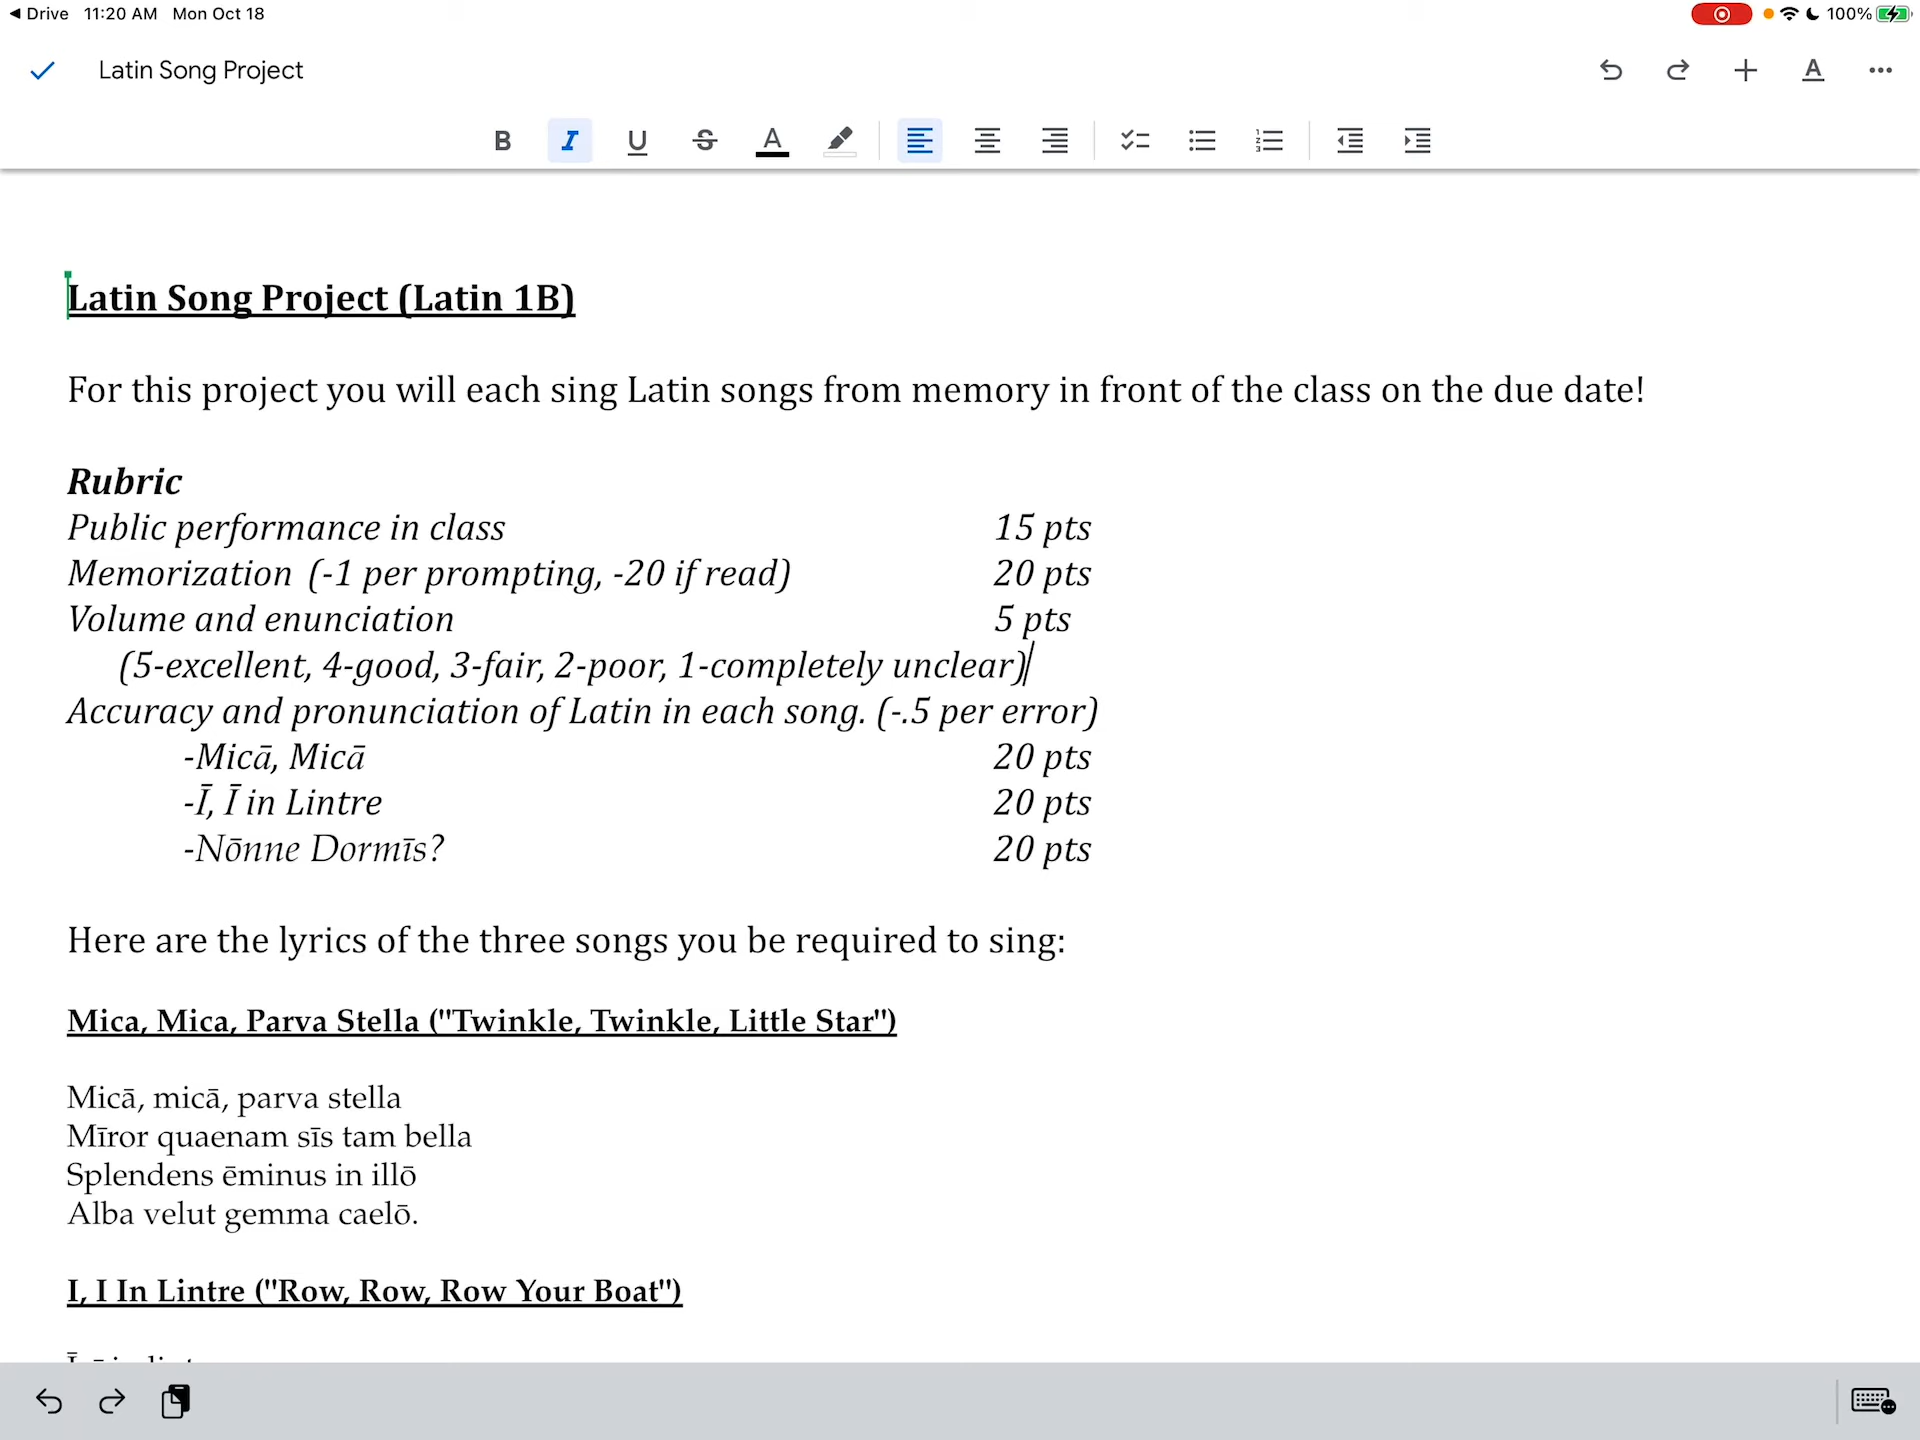 ◀ Drive 11:20 AM Mon Oct 18 100%
Latin Song Project
B I U S A
Latin Song Project (Latin 1B)
For this project you will each sing Latin songs from memory in front of the class on the due date!
Rubric
Public performance in class 15 pts
Memorization (-1 per prompting, -20 if read) 20 pts
Volume and enunciation 5 pts
(5-excellent, 4-good, 3-fair, 2-poor, 1-completely unclear)
Accuracy and pronunciation of Latin in each song. (-.5 per error)
-Micā, Micā 20 pts
-Ī, Ī in Lintre 20 pts
-Nōnne Dormīs? 20 pts
Here are the lyrics of the three songs you be required to sing:
Mica, Mica, Parva Stella ("Twinkle, Twinkle, Little Star")
Micā, micā, parva stella
Mīror quaenam sīs tam bella
Splendens ēminus in illō
Alba velut gemma caelō.
I, I In Lintre ("Row, Row, Row Your Boat")